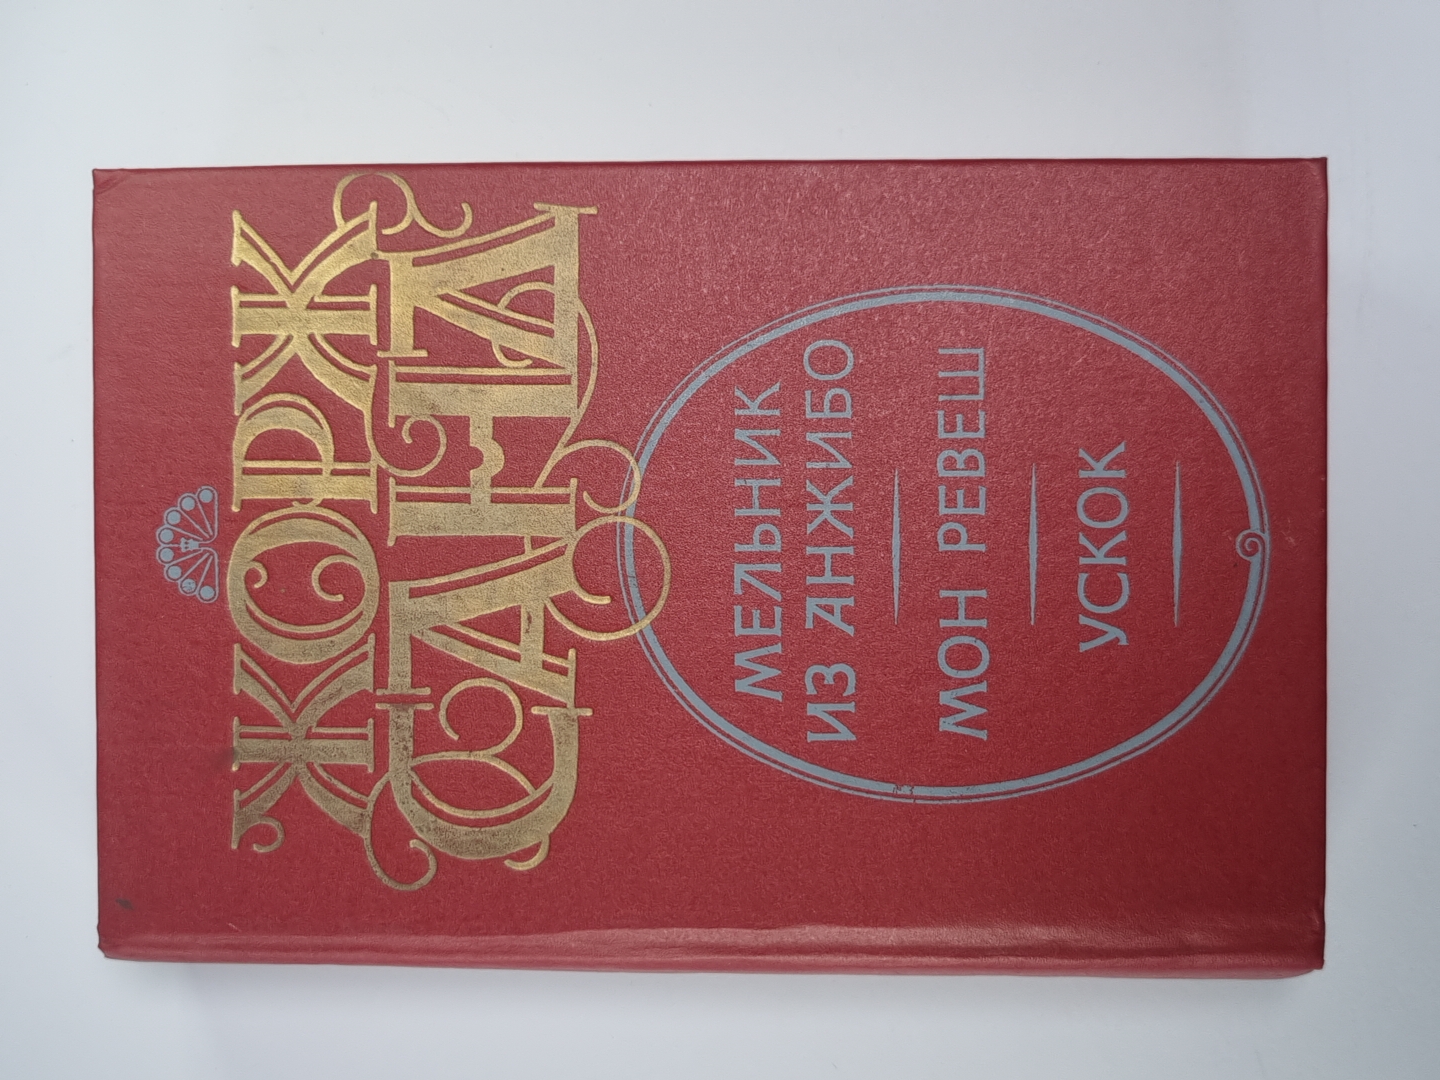 ЖОРЖ
САНД
МЕЛЬНИК
ИЗ АНЖИБО
МОН РЕВЕШ
УСКОК